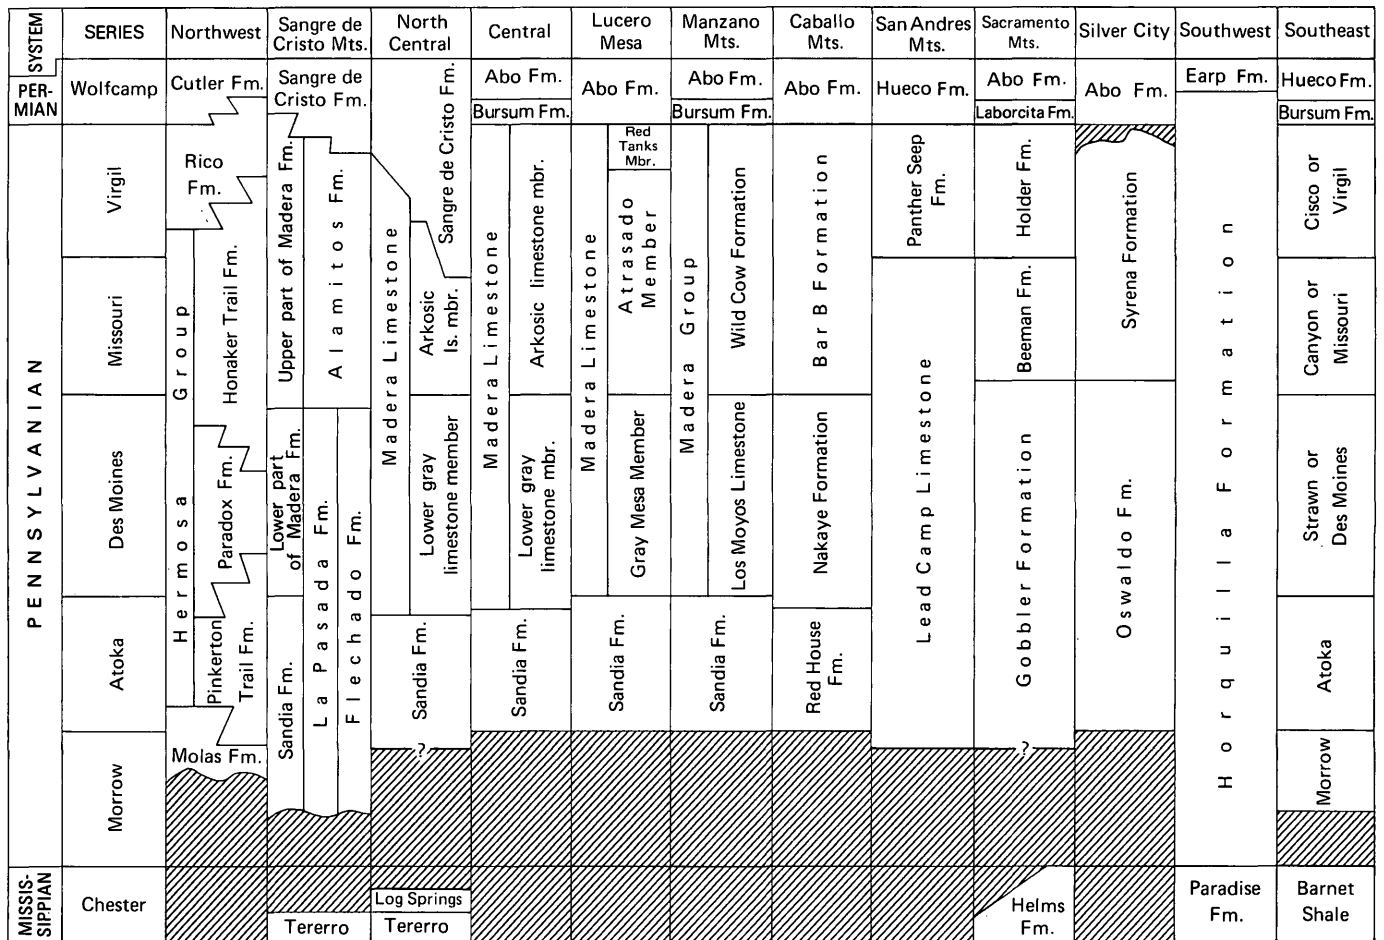 SYSTEM
SERIES
Northwest
Sangre de
Cristo Mts.
North
Central
Central
Lucero
Mesa
Manzano
Mts.
Caballo
Mts.
San Andres
Mts.
Sacramento
Mts.
Silver City
Southwest
Southeast
PER-
MIAN
Wolfcamp
Cutler Fm.
Sangre de
Cristo Fm.
Sangre de Cristo Fm.
Abo Fm.
Bursum Fm.
Abo Fm.
Abo Fm.
Bursum Fm.
Abo Fm.
Hueco Fm.
Abo Fm.
Laborcita Fm.
Abo Fm.
Earp Fm.
Hueco Fm.
Bursum Fm.
PENNSYLVANIAN
Virgil
Missouri
Des Moines
Atoka
Morrow
Rico
Fm.
Hermosa Group
Honaker Trail Fm.
Paradox Fm.
Pinkerton
Trail Fm.
Molas Fm.
Upper part of Madera Fm.
Lower part
of Madera Fm.
Sandia Fm.
Alamitos Fm.
La Pasada Fm.
Flechado Fm.
Madera Limestone
Arkosic
ls. mbr.
Lower gray
limestone member
Sandia Fm.
?
Madera Limestone
Arkosic limestone mbr.
Lower gray
limestone mbr.
Sandia Fm.
Madera Limestone
Red
Tanks
Mbr.
Atrasado
Member
Gray Mesa Member
Sandia Fm.
Madera Group
Wild Cow Formation
Los Moyos Limestone
Sandia Fm.
Bar B Formation
Nakaye Formation
Red House
Fm.
Panther Seep
Fm.
Lead Camp Limestone
Holder Fm.
Beeman Fm.
Gobbler Formation
?
Syrena Formation
Oswaldo Fm.
Horquilla Formation
Cisco or
Virgil
Canyon or
Missouri
Strawn or
Des Moines
Atoka
Morrow
MISSIS-
SIPPIAN
Chester
Tererro
Log Springs
Tererro
Helms
Fm.
Paradise
Fm.
Barnet
Shale